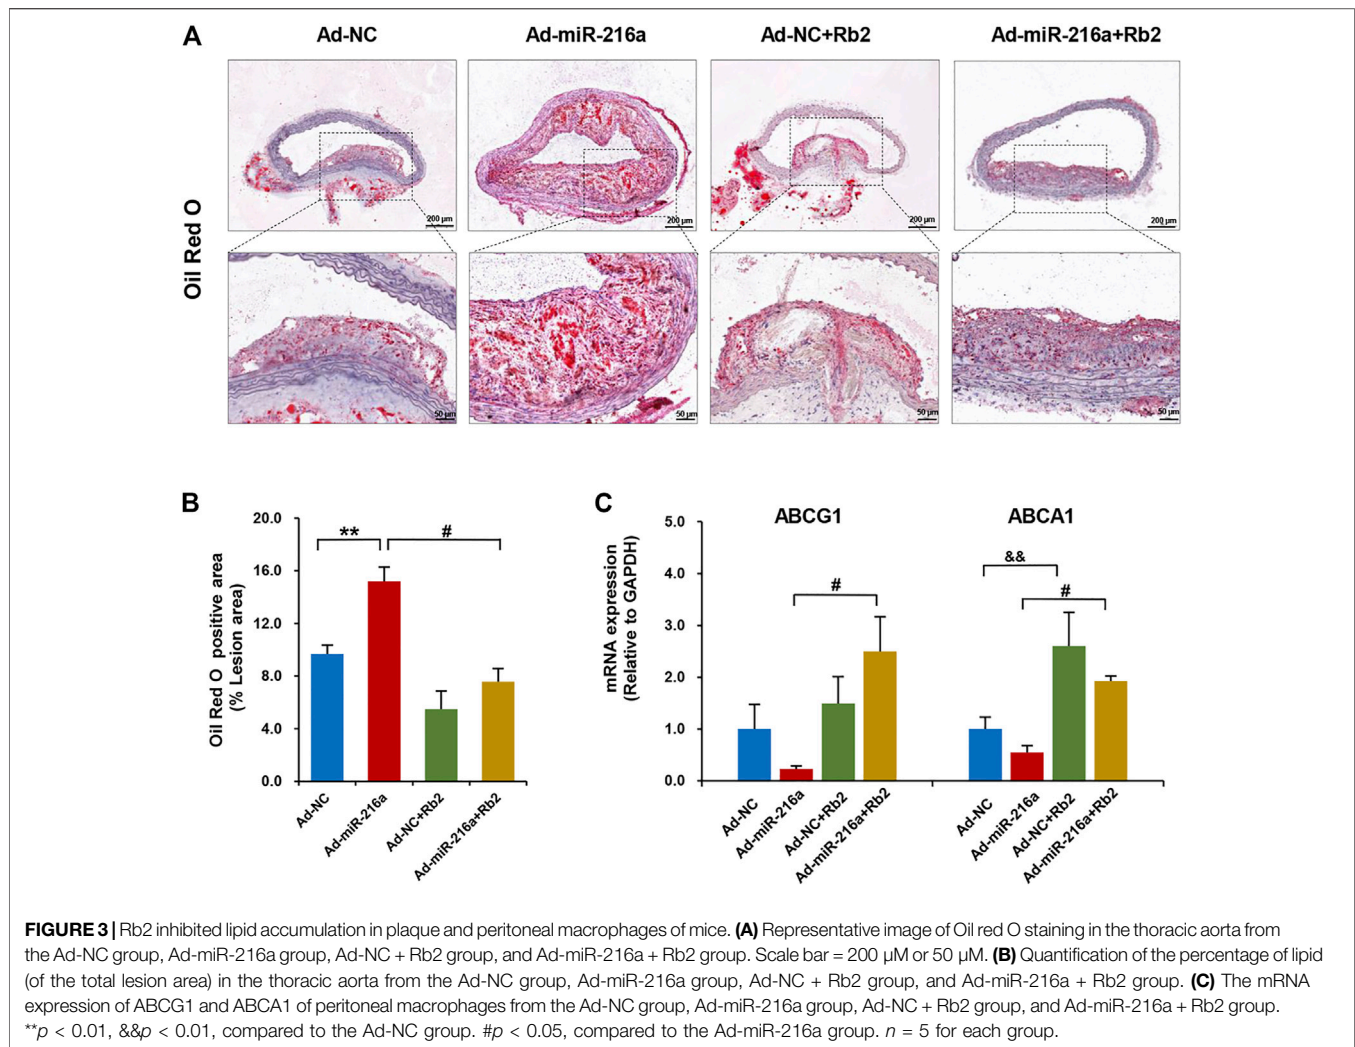 A
Ad-NC
Ad-miR-216a
Ad-NC+Rb2
Ad-miR-216a+Rb2
Oil Red O
200 µm
200 µm
200 µm
200 µm
50 µm
50 µm
50 µm
50 µm
B
Oil Red O positive area
(% Lesion area)
20.0
16.0
12.0
8.0
4.0
0.0
**
#
Ad-NC
Ad-miR-216a
Ad-NC+Rb2
Ad-miR-216a+Rb2
C
ABCG1
ABCA1
mRNA expression
(Relative to GAPDH)
5.0
4.0
3.0
2.0
1.0
0.0
#
&&
#
Ad-NC
Ad-miR-216a
Ad-NC+Rb2
Ad-miR-216a+Rb2
Ad-NC
Ad-miR-216a
Ad-NC+Rb2
Ad-miR-216a+Rb2
FIGURE 3 | Rb2 inhibited lipid accumulation in plaque and peritoneal macrophages of mice. (A) Representative image of Oil red O staining in the thoracic aorta from
the Ad-NC group, Ad-miR-216a group, Ad-NC + Rb2 group, and Ad-miR-216a + Rb2 group. Scale bar = 200 µM or 50 µM. (B) Quantification of the percentage of lipid
(of the total lesion area) in the thoracic aorta from the Ad-NC group, Ad-miR-216a group, Ad-NC + Rb2 group, and Ad-miR-216a + Rb2 group. (C) The mRNA
expression of ABCG1 and ABCA1 of peritoneal macrophages from the Ad-NC group, Ad-miR-216a group, Ad-NC + Rb2 group, and Ad-miR-216a + Rb2 group.
**p < 0.01, &&p < 0.01, compared to the Ad-NC group. #p < 0.05, compared to the Ad-miR-216a group. n = 5 for each group.